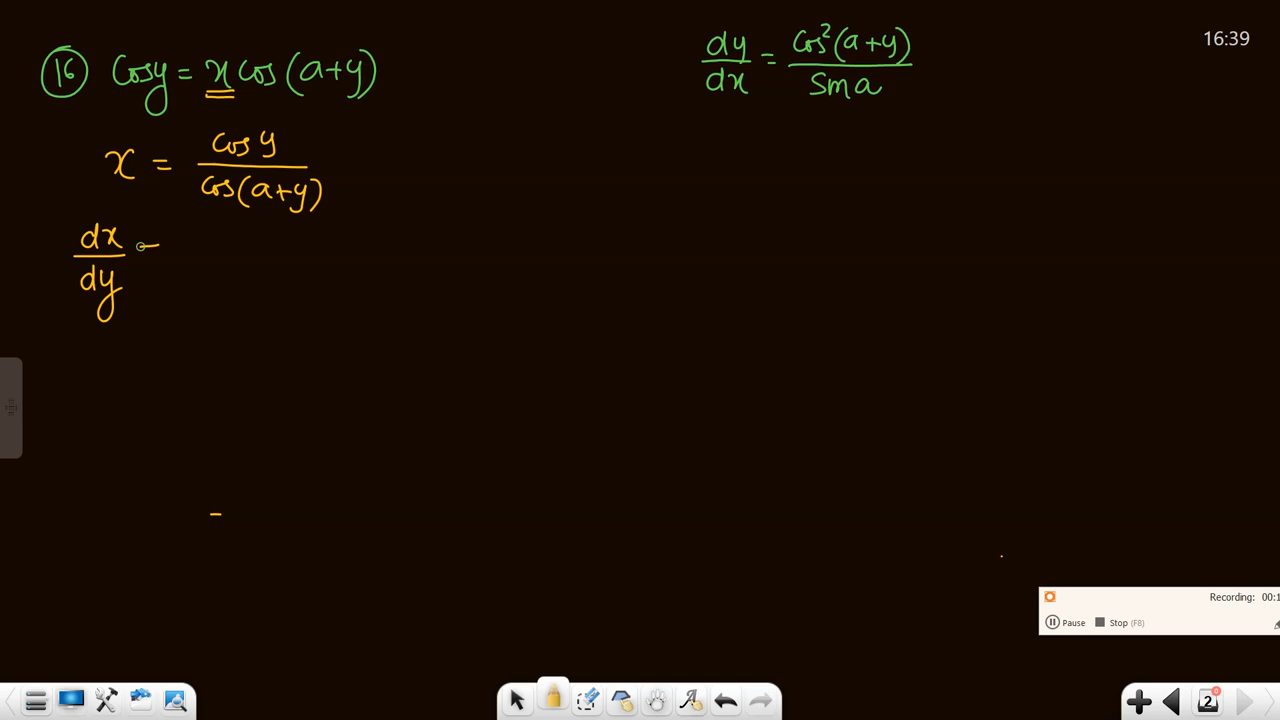 16:39
(16) Cosy = x cos (a+y)
dy/dx = Cos²(a+y)/Sina
x = Cos y/cos(a+y)
dx/dy -
-
Recording: 00:1
Pause Stop (F8)
2